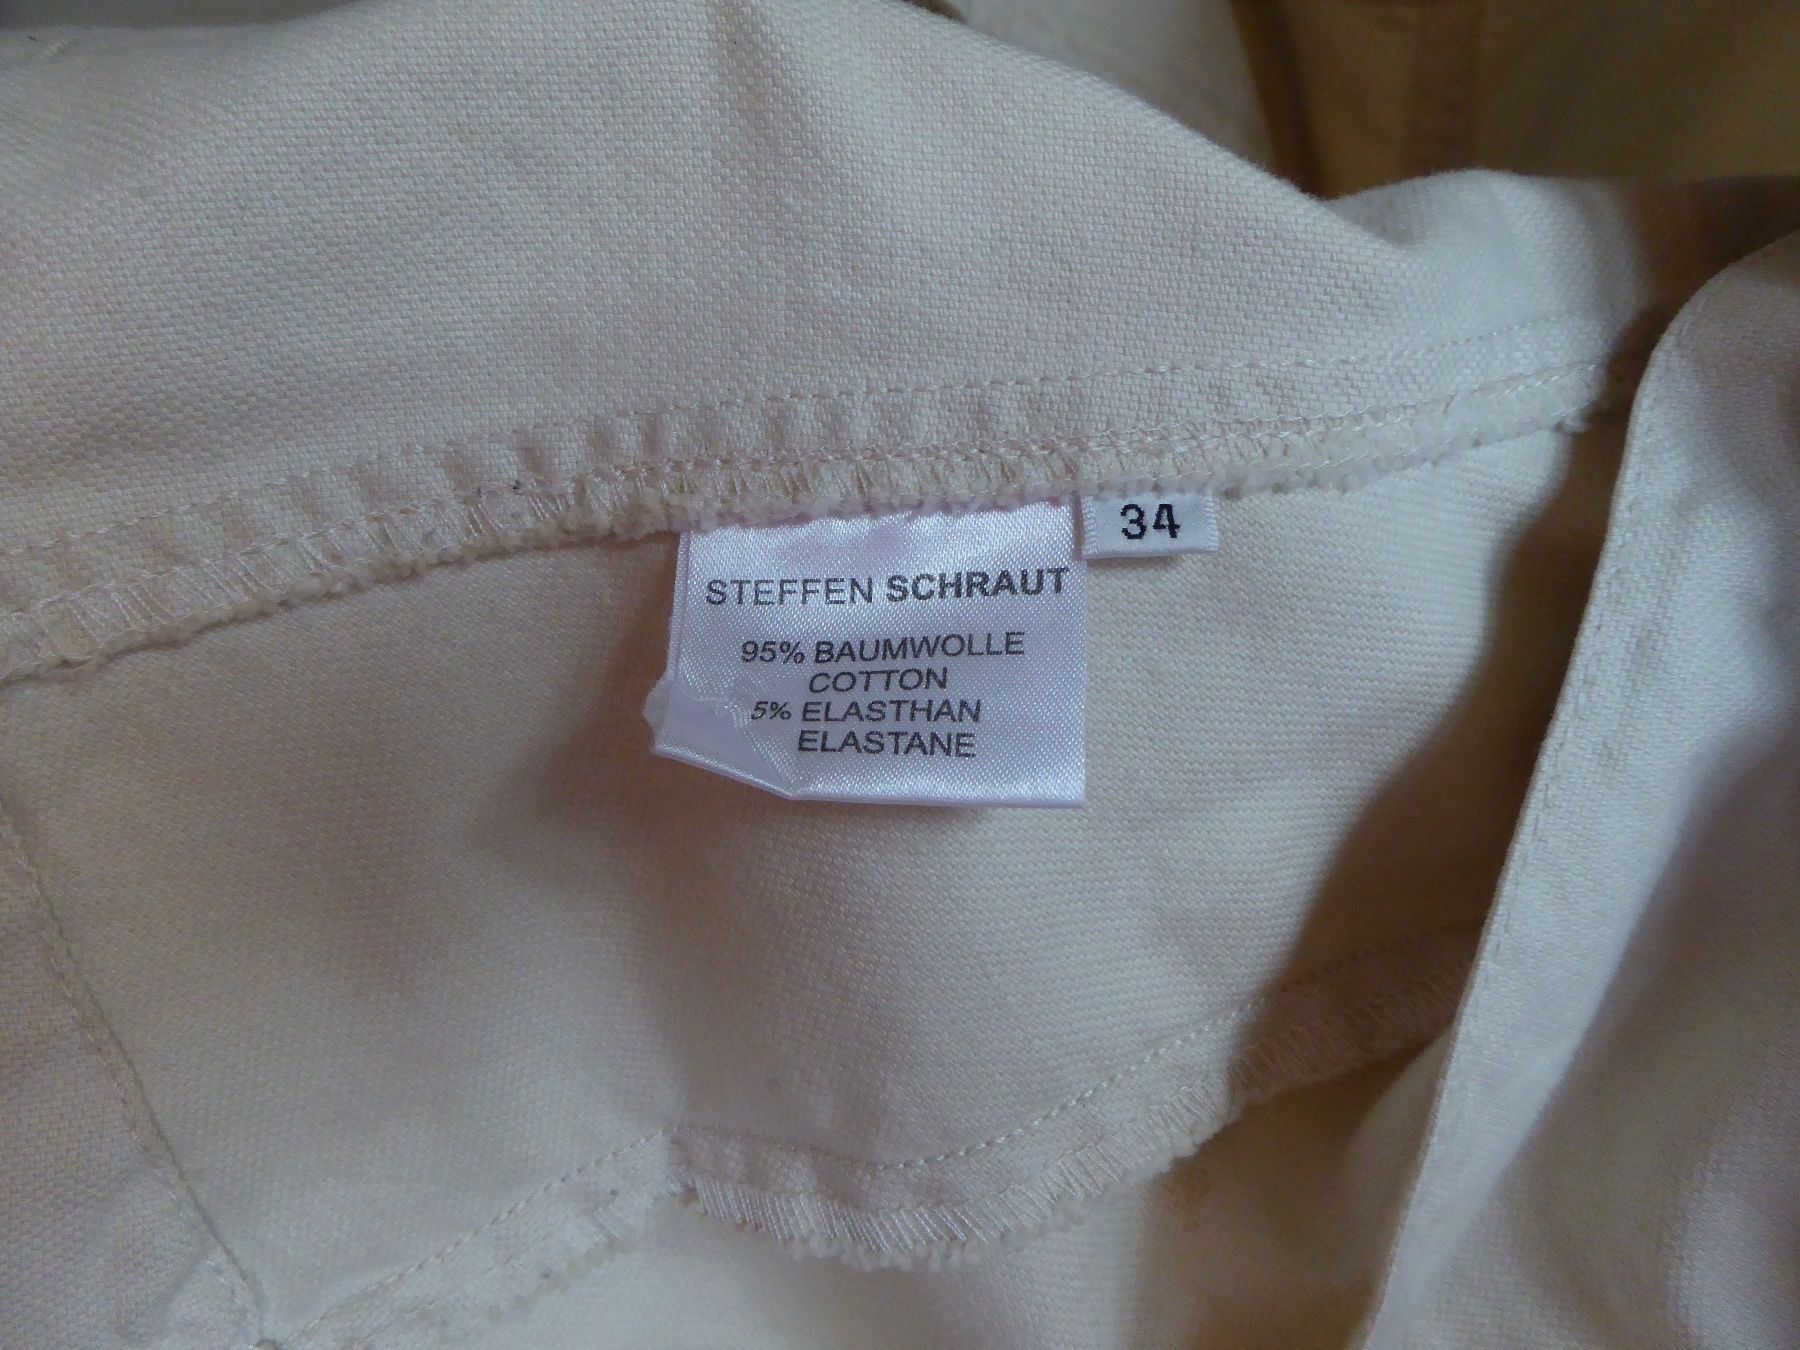 34
STEFFEN SCHRAUT
95% BAUMWOLLE
COTTON
5% ELASTHAN
ELASTANE